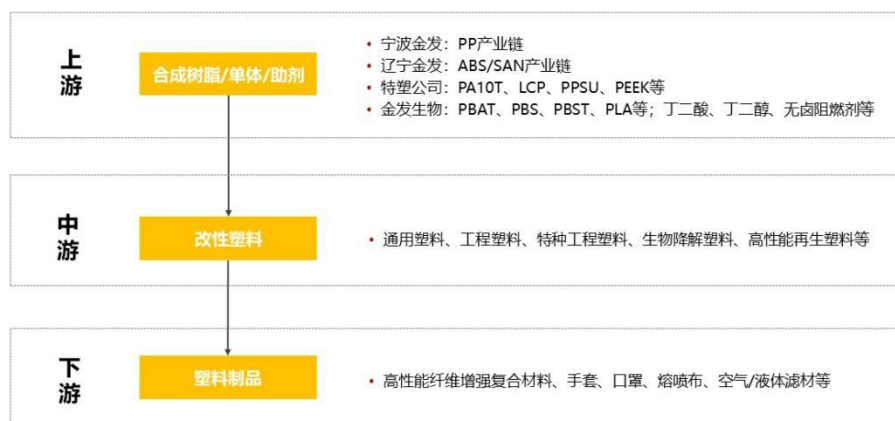 上游
合成树脂/单体/助剂
• 宁波金发：PP产业链
• 辽宁金发：ABS/SAN产业链
• 特塑公司：PA10T、LCP、PPSU、PEEK等
• 金发生物：PBAT、PBS、PBST、PLA等；丁二酸、丁二醇、无卤阻燃剂等
中游
改性塑料
• 通用塑料、工程塑料、特种工程塑料、生物降解塑料、高性能再生塑料等
下游
塑料制品
• 高性能纤维增强复合材料、手套、口罩、熔喷布、空气/液体滤材等